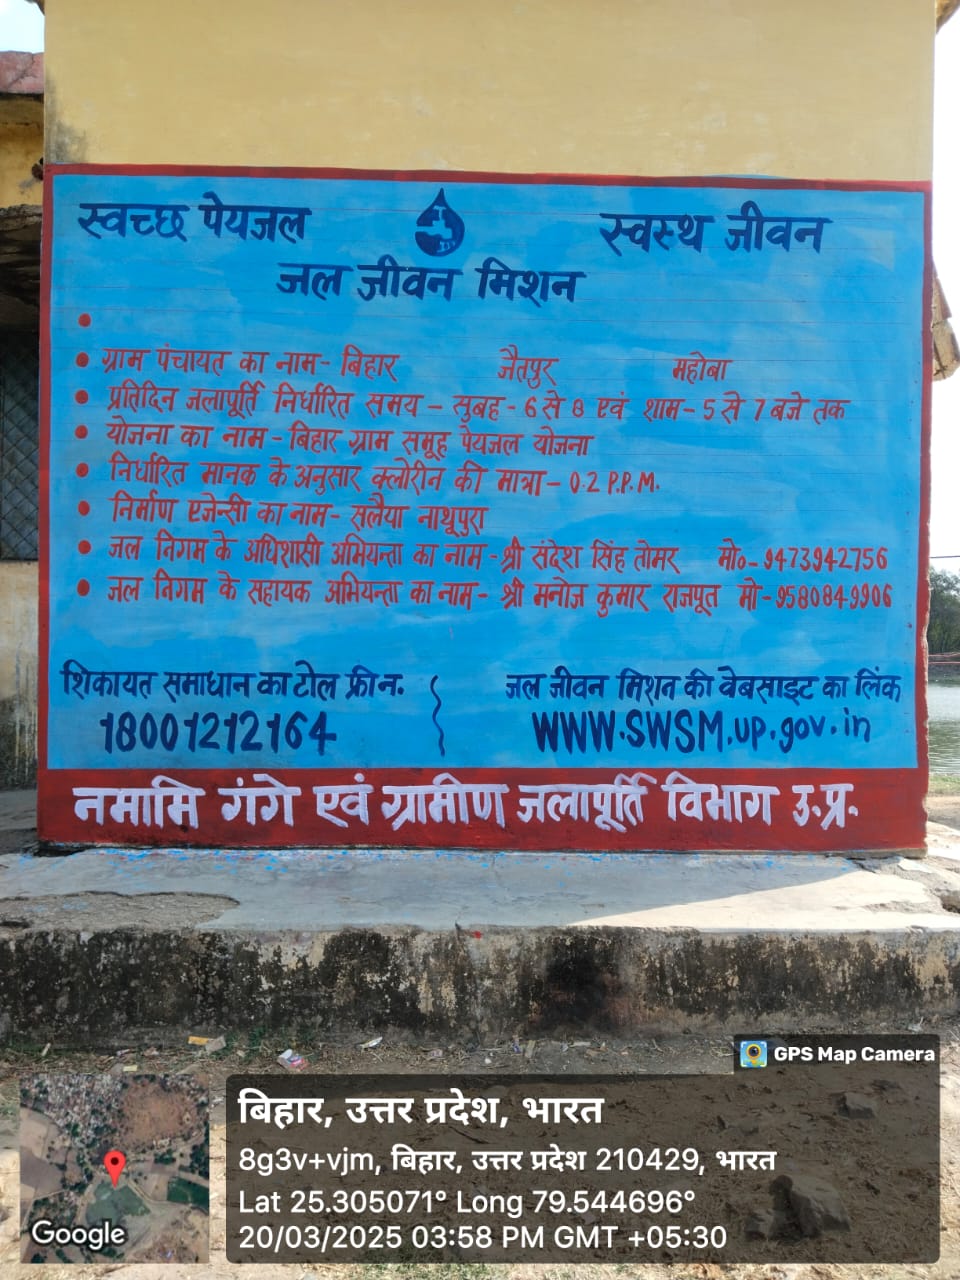 स्वच्छ पेयजल स्वस्थ जीवन
जल जीवन मिशन
ग्राम पंचायत का नाम- बिहार जैतपुर महोबा
प्रतिदिन जलापूर्ति निर्धारित समय – सुबह - 6 से 8 एवं शाम - 5 से 7 बजे तक
योजना का नाम - बिहार ग्राम समूह पेयजल योजना
निर्धारित मानक के अनुसार क्लोरीन की मात्रा – 0.2 P.P.M.
निर्माण एजेन्सी का नाम- सलैया नाथूपुरा
जल निगम के अधिशासी अभियन्ता का नाम - श्री संदेश सिंह तोमर मो०- 9473942756
जल निगम के सहायक अभियन्ता का नाम- श्री मनोज कुमार राजपूत मो - 9580849906
शिकायत समाधान का टोल फ्री न. जल जीवन मिशन की वेबसाइट का लिंक
18001212164 WWW.SWSM.up.gov.in
नमामि गंगे एवं ग्रामीण जलापूर्ति विभाग उ.प्र.
GPS Map Camera
बिहार, उत्तर प्रदेश, भारत
8g3v+vjm, बिहार, उत्तर प्रदेश 210429, भारत
Lat 25.305071° Long 79.544696°
20/03/2025 03:58 PM GMT +05:30
Google